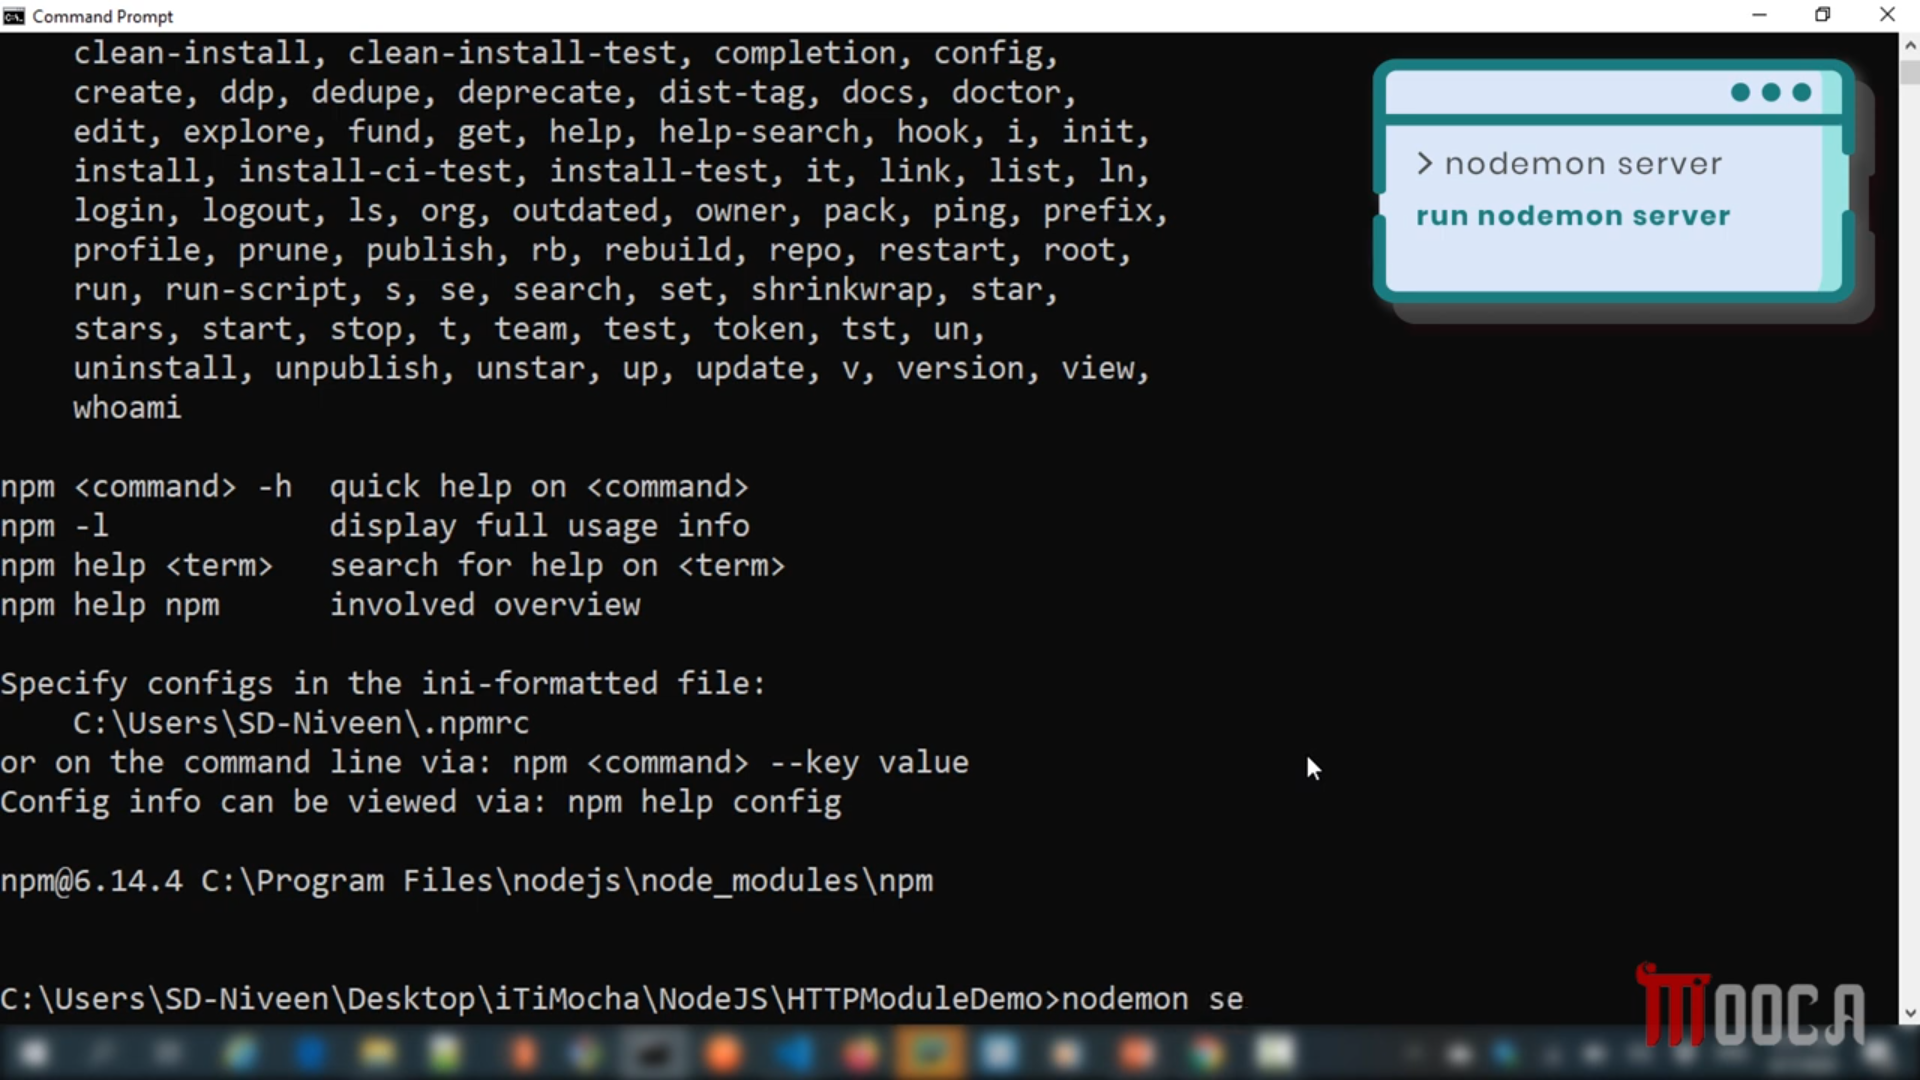 Command Prompt
clean-install, clean-install-test, completion, config,
create, ddp, dedupe, deprecate, dist-tag, docs, doctor,
edit, explore, fund, get, help, help-search, hook, i, init,
install, install-ci-test, install-test, it, link, list, ln,
login, logout, ls, org, outdated, owner, pack, ping, prefix,
profile, prune, publish, rb, rebuild, repo, restart, root,
run, run-script, s, se, search, set, shrinkwrap, star,
stars, start, stop, t, team, test, token, tst, un,
uninstall, unpublish, unstar, up, update, v, version, view,
whoami
npm <command> -h  quick help on <command>
npm -l            display full usage info
npm help <term>   search for help on <term>
npm help npm      involved overview
Specify configs in the ini-formatted file:
C:\Users\SD-Niveen\.npmrc
or on the command line via: npm <command> --key value
Config info can be viewed via: npm help config
npm@6.14.4 C:\Program Files\nodejs\node_modules\npm
C:\Users\SD-Niveen\Desktop\iTiMocha\NodeJS\HTTPModuleDemo>nodemon se
> nodemon server
run nodemon server
MOOCA